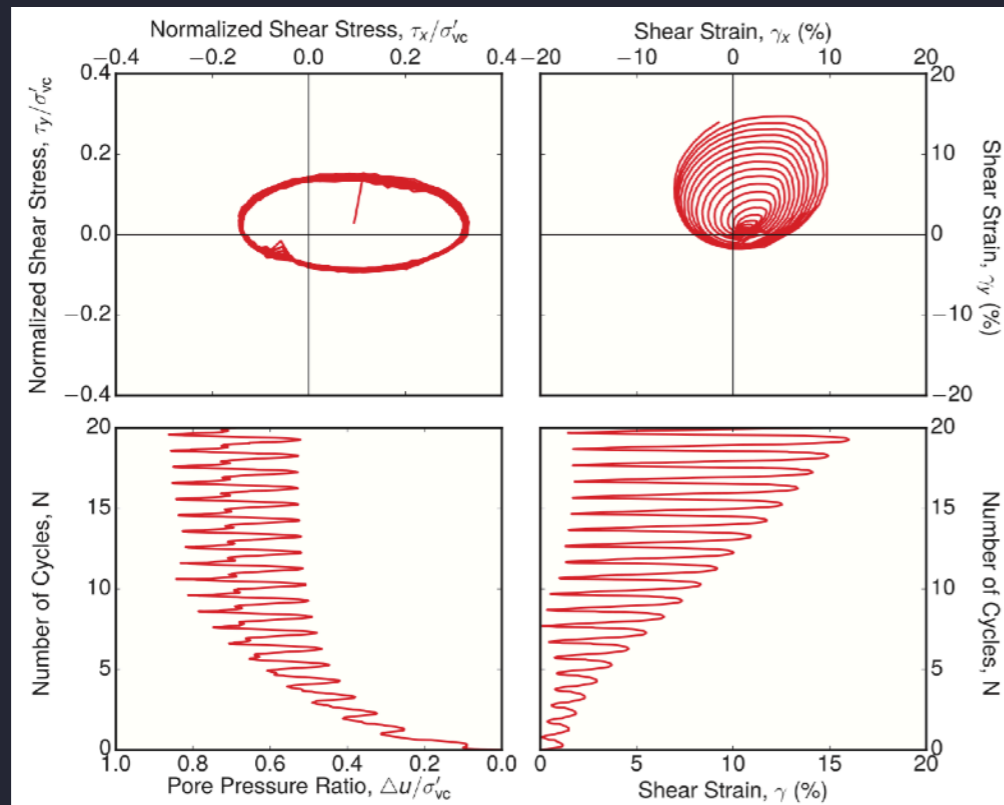 Normalized Shear Stress, τx/σ′vc
−0.4 −0.2 0.0 0.2 0.4
Normalized Shear Stress, τy/σ′vc
0.4
0.2
0.0
−0.2
−0.4
Shear Strain, γx (%)
−20 −10 0 10 20
20
10
0
−10
−20
Shear Strain, γy (%)
Number of Cycles, N
20
15
10
5
0
1.0 0.8 0.6 0.4 0.2 0.0
Pore Pressure Ratio, △u/σ′vc
20
15
10
5
0
Number of Cycles, N
0 5 10 15 20
Shear Strain, γ (%)